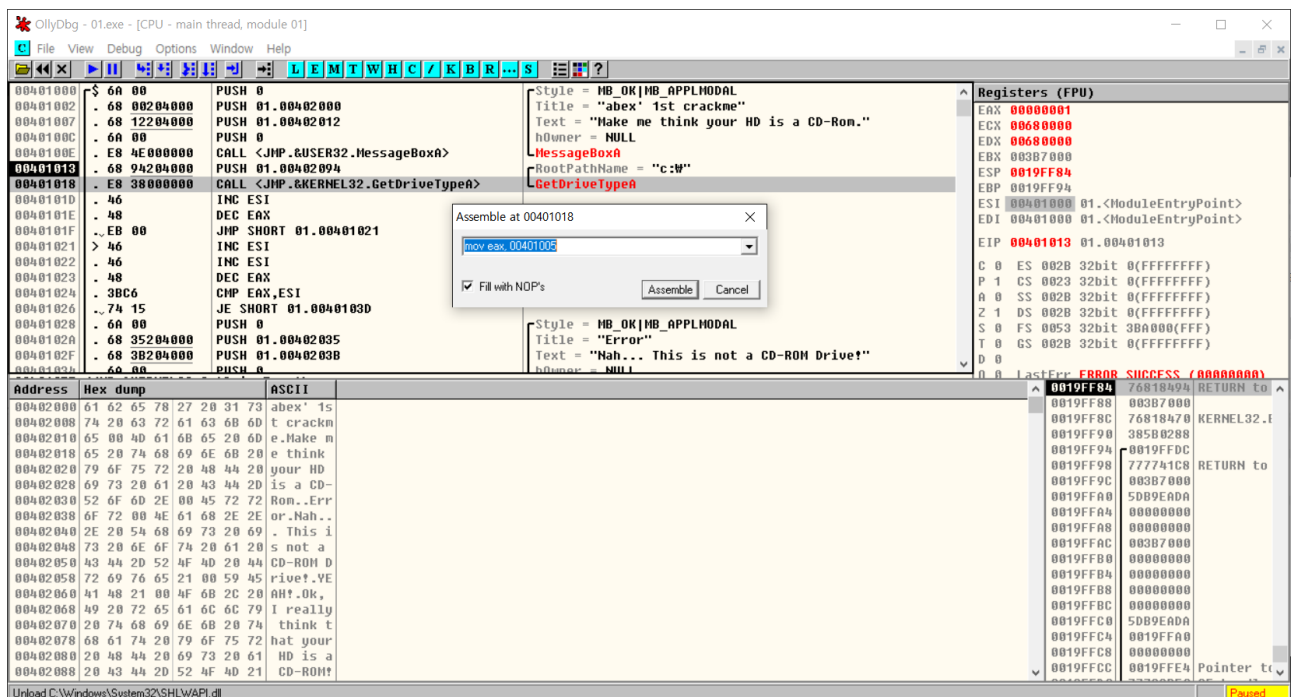 OllyDbg - 01.exe - [CPU - main thread, module 01]
C File View Debug Options Window Help
L E M T W H C / K B R ... S ?
00401000 $ 6A 00 PUSH 0 Style = MB_OK|MB_APPLMODAL
00401002 . 68 00204000 PUSH 01.00402000 Title = "abex' 1st crackme"
00401007 . 68 12204000 PUSH 01.00402012 Text = "Make me think your HD is a CD-Rom."
0040100C . 6A 00 PUSH 0 hOwner = NULL
0040100E . E8 4E000000 CALL <JMP.&USER32.MessageBoxA> MessageBoxA
00401013 . 68 94204000 PUSH 01.00402094 RootPathName = "c:₩"
00401018 . E8 38000000 CALL <JMP.&KERNEL32.GetDriveTypeA> GetDriveTypeA
0040101D . 46 INC ESI
0040101E . 48 DEC EAX
0040101F .,EB 00 JMP SHORT 01.00401021
00401021 > 46 INC ESI
00401022 . 46 INC ESI
00401023 . 48 DEC EAX
00401024 . 3BC6 CMP EAX,ESI
00401026 .,74 15 JE SHORT 01.0040103D
00401028 . 6A 00 PUSH 0 Style = MB_OK|MB_APPLMODAL
0040102A . 68 35204000 PUSH 01.00402035 Title = "Error"
0040102F . 68 3B204000 PUSH 01.0040203B Text = "Nah... This is not a CD-ROM Drive!"
00401034 . 6A 00 PUSH 0 hOwner = NULL
Assemble at 00401018
mov eax, 00401005
Fill with NOP's
Assemble Cancel
Registers (FPU)
EAX 00000001
ECX 00680000
EDX 00680000
EBX 003B7000
ESP 0019FF84
EBP 0019FF94
ESI 00401000 01.<ModuleEntryPoint>
EDI 00401000 01.<ModuleEntryPoint>
EIP 00401013 01.00401013
C 0 ES 002B 32bit 0(FFFFFFFF)
P 1 CS 0023 32bit 0(FFFFFFFF)
A 0 SS 002B 32bit 0(FFFFFFFF)
Z 1 DS 002B 32bit 0(FFFFFFFF)
S 0 FS 0053 32bit 3BA000(FFF)
T 0 GS 002B 32bit 0(FFFFFFFF)
D 0
O 0 LastErr ERROR_SUCCESS (00000000)
Address Hex dump ASCII
00402000 61 62 65 78 27 20 31 73 abex' 1s
00402008 74 20 63 72 61 63 6B 6D t crackm
00402010 65 00 4D 61 6B 65 20 6D e.Make m
00402018 65 20 74 68 69 6E 6B 20 e think
00402020 79 6F 75 72 20 48 44 20 your HD
00402028 69 73 20 61 20 43 44 2D is a CD-
00402030 52 6F 6D 2E 00 45 72 72 Rom..Err
00402038 6F 72 00 4E 61 68 2E 2E or.Nah..
00402040 2E 20 54 68 69 73 20 69 . This i
00402048 73 20 6E 6F 74 20 61 20 s not a
00402050 43 44 2D 52 4F 4D 20 44 CD-ROM D
00402058 72 69 76 65 21 00 59 45 rive!.YE
00402060 41 48 21 00 4F 6B 2C 20 AH!.Ok,
00402068 49 20 72 65 61 6C 6C 79 I really
00402070 20 74 68 69 6E 6B 20 74 think t
00402078 68 61 74 20 79 6F 75 72 hat your
00402080 20 48 44 20 69 73 20 61 HD is a
00402088 20 43 44 2D 52 4F 4D 21 CD-ROM!
0019FF84 76818494 RETURN to
0019FF88 003B7000
0019FF8C 76818470 KERNEL32.
0019FF90 385B0288
0019FF94 0019FFDC
0019FF98 777741C8 RETURN to
0019FF9C 003B7000
0019FFA0 5DB9EADA
0019FFA4 00000000
0019FFA8 00000000
0019FFAC 003B7000
0019FFB0 00000000
0019FFB4 00000000
0019FFB8 00000000
0019FFBC 00000000
0019FFC0 5DB9EADA
0019FFC4 0019FFA0
0019FFC8 00000000
0019FFCC 0019FFE4 Pointer to
Unload C:\Windows\System32\SHLWAPI.dll
Paused